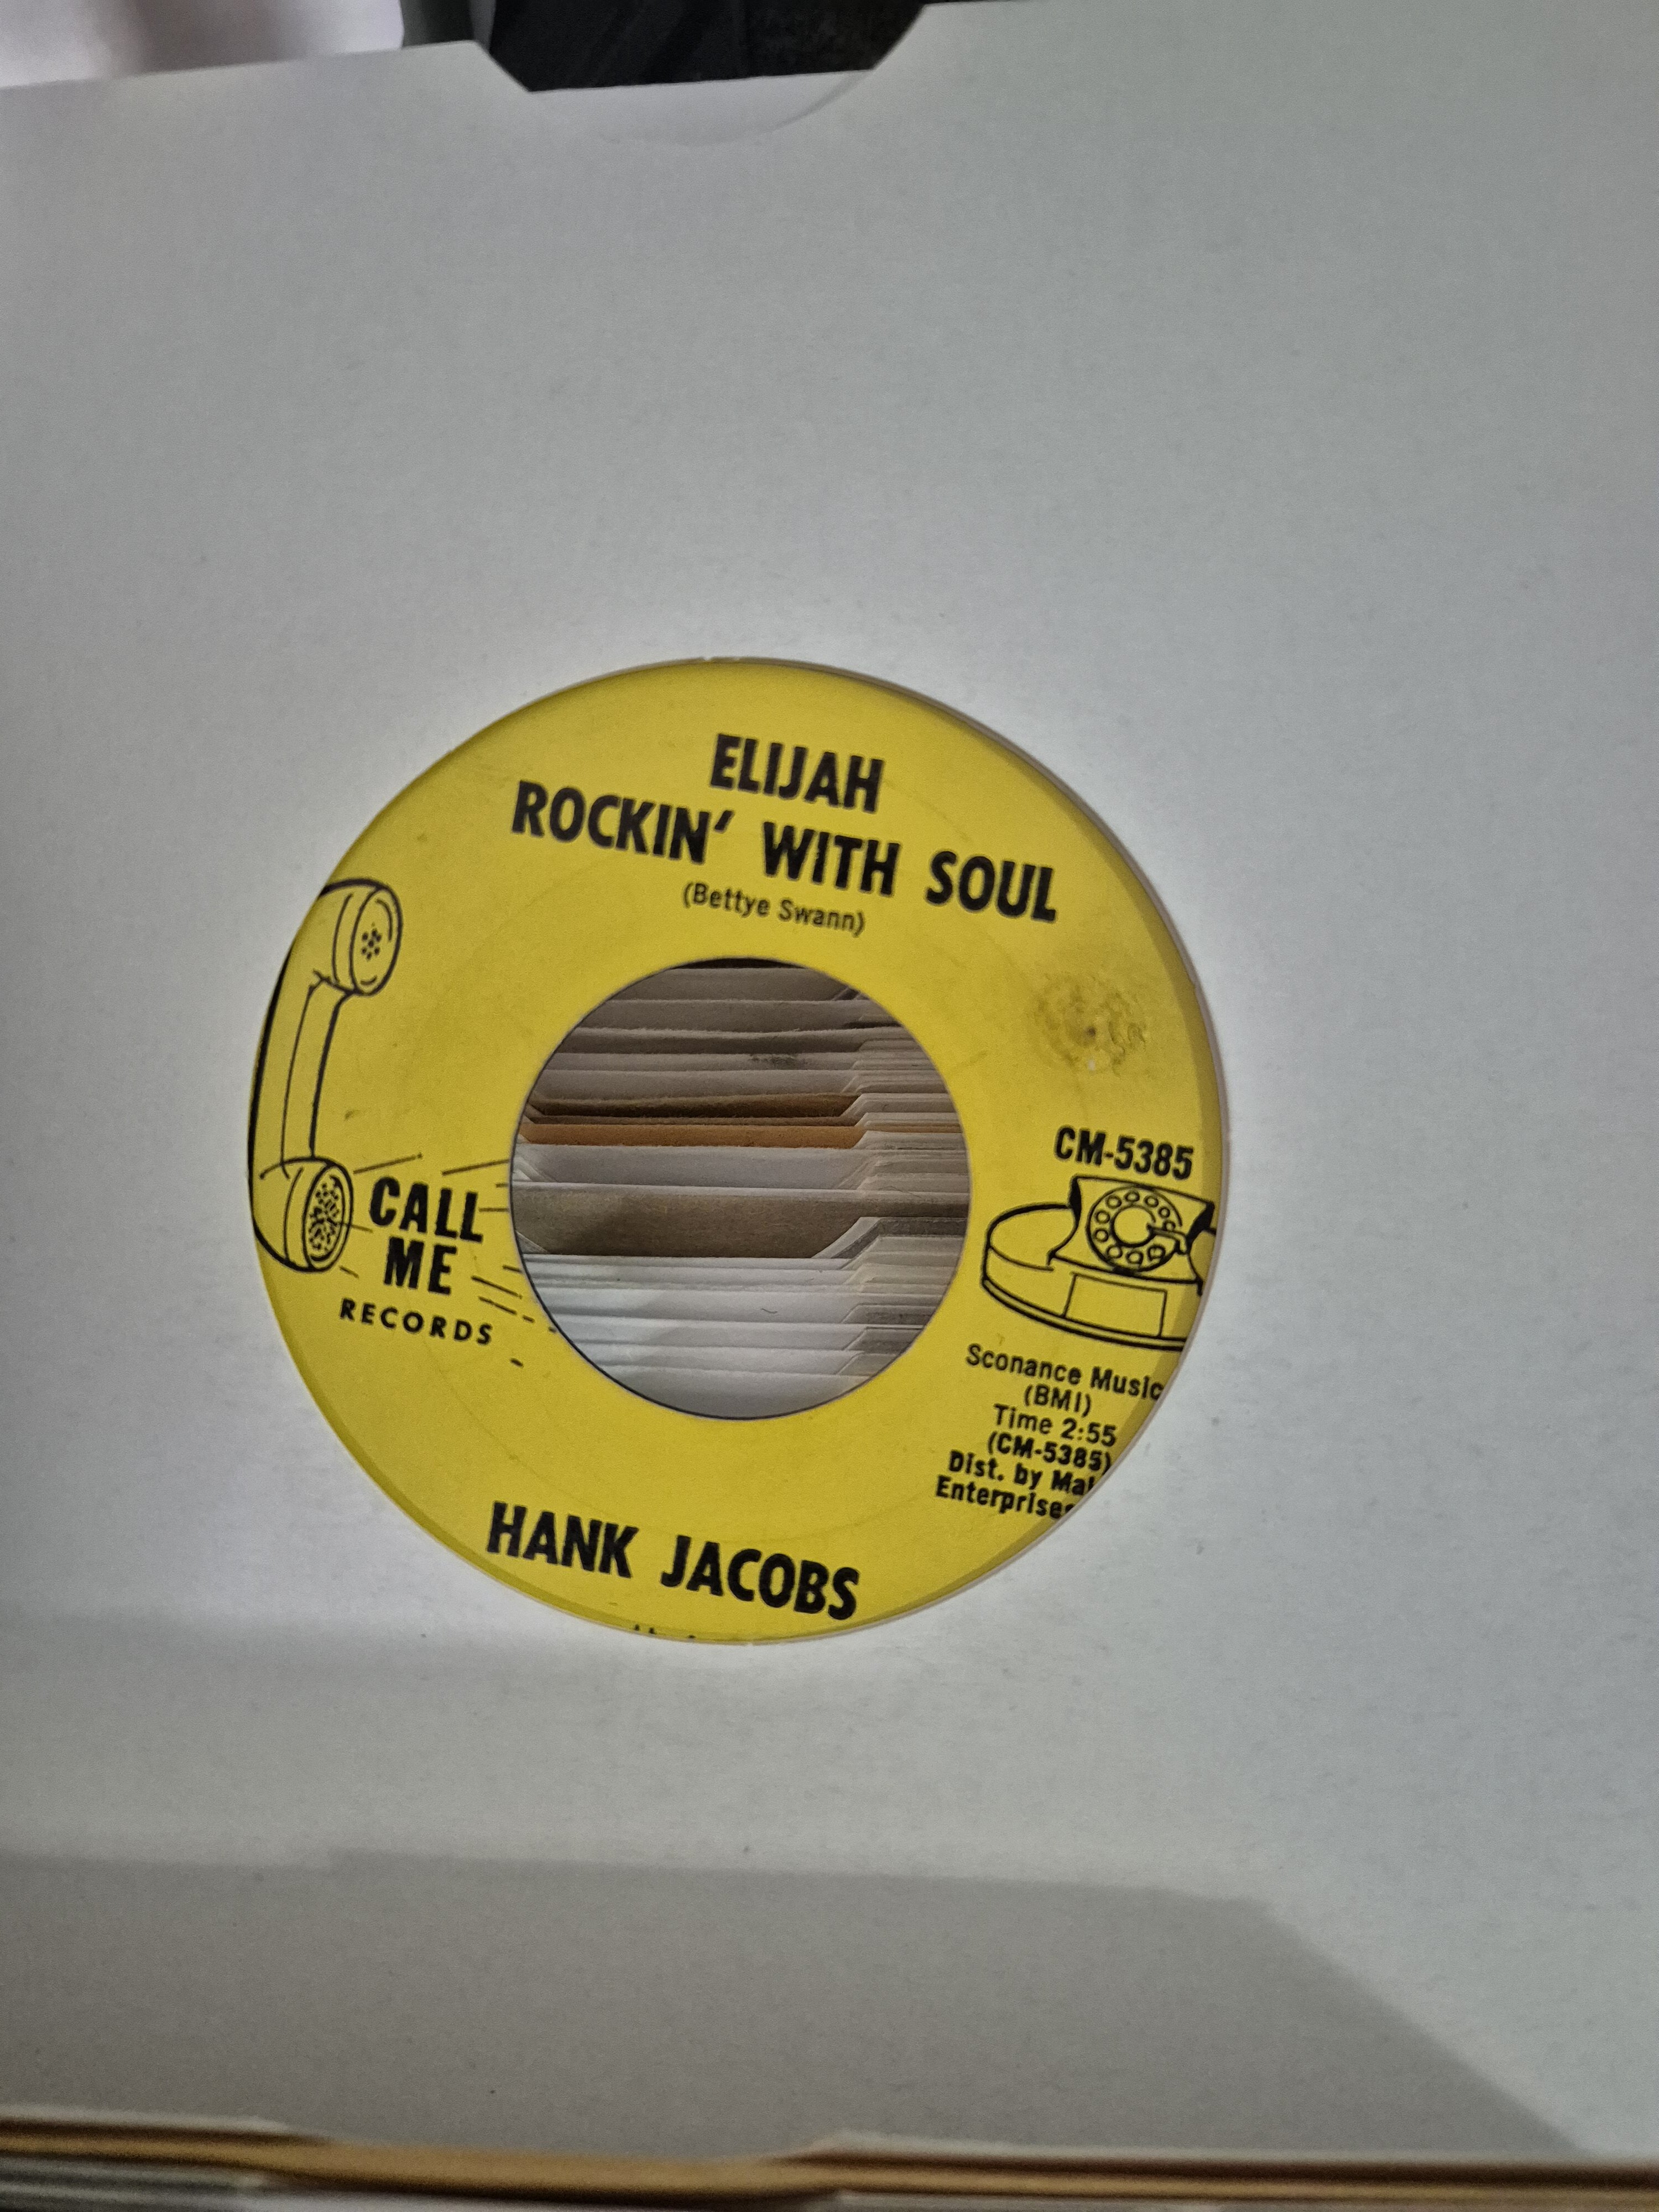 ELIJAH
ROCKIN' WITH SOUL
(Bettye Swann)
CM-5385
CALL
ME
RECORDS
Sconance Music
(BMI)
Time 2:55
(CM-5385)
Dist. by
Enterprises
HANK JACOBS